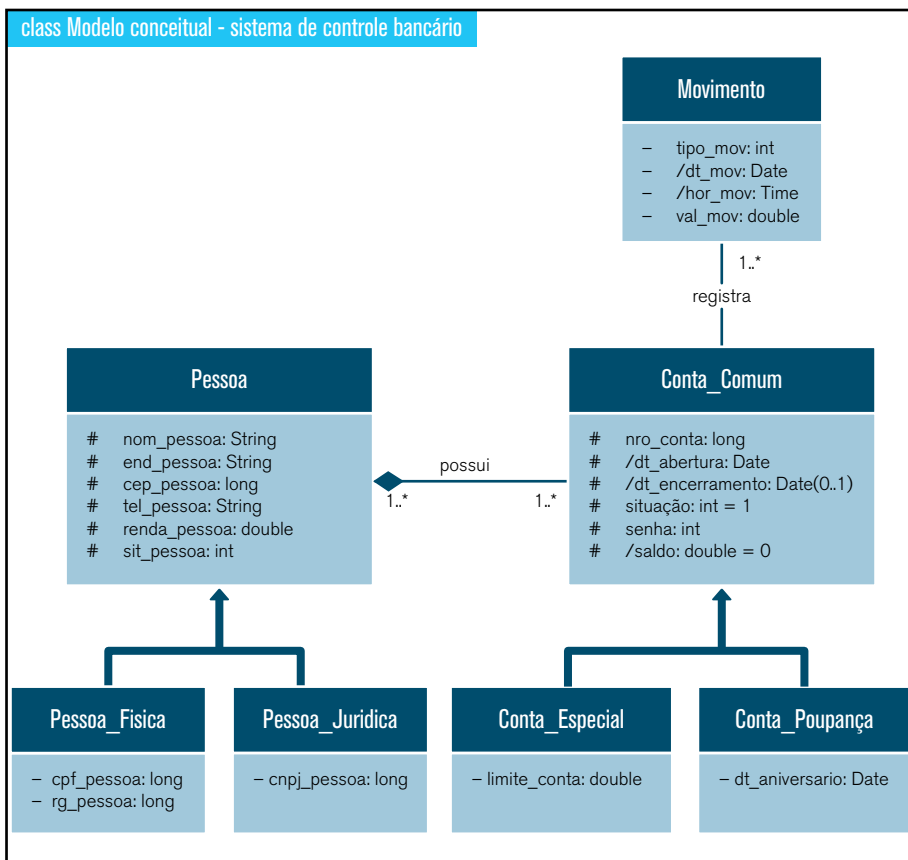 class Modelo conceitual - sistema de controle bancário
Movimento
– tipo_mov: int
– /dt_mov: Date
– /hor_mov: Time
– val_mov: double
1..*
registra
Pessoa
# nom_pessoa: String
# end_pessoa: String
# cep_pessoa: long
# tel_pessoa: String
# renda_pessoa: double
# sit_pessoa: int
possui
1..*
1..*
Conta_Comum
# nro_conta: long
# /dt_abertura: Date
# /dt_encerramento: Date(0..1)
# situação: int = 1
# senha: int
# /saldo: double = 0
Pessoa_Fisica
– cpf_pessoa: long
– rg_pessoa: long
Pessoa_Juridica
– cnpj_pessoa: long
Conta_Especial
– limite_conta: double
Conta_Poupança
– dt_aniversario: Date